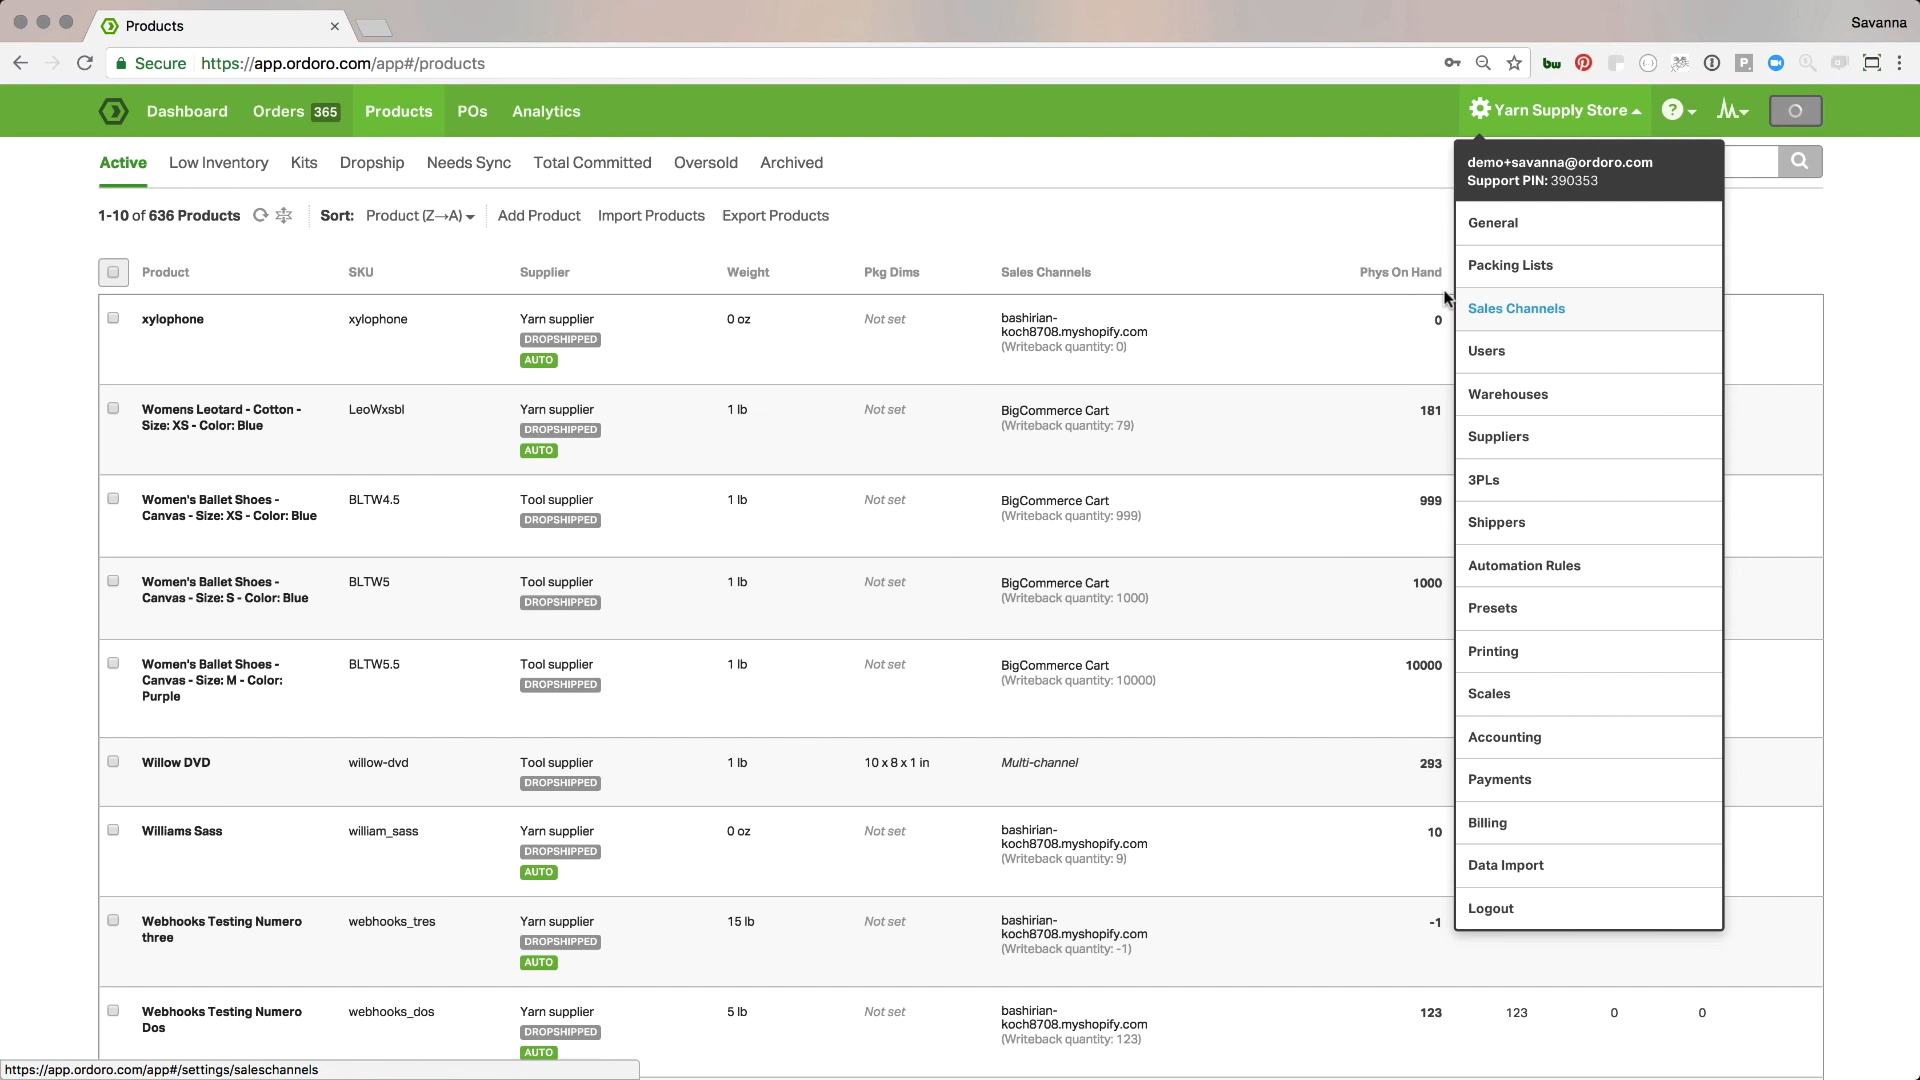 Products
Savanna
Secure https://app.ordoro.com/app#/products
bw
P.
Dashboard
Orders 365
Products
POs
Analytics
Yarn Supply Store
?
Active
Low Inventory
Kits
Dropship
Needs Sync
Total Committed
Oversold
Archived
demo+savanna@ordoro.com
Support PIN: 390353
1-10 of 636 Products
Sort: Product (Z→A)
Add Product
Import Products
Export Products
General
Packing Lists
Sales Channels
Users
Warehouses
Suppliers
3PLs
Shippers
Automation Rules
Presets
Printing
Scales
Accounting
Payments
Billing
Data Import
Logout
Product SKU Supplier Weight Pkg Dims Sales Channels Phys On Hand
xylophone xylophone Yarn supplier 0 oz Not set bashirian-
koch8708.myshopify.com 0
DROPSHIPPED (Writeback quantity: 0)
AUTO
Womens Leotard - Cotton - LeoWxsbl Yarn supplier 1 lb BigCommerce Cart 181
Size: XS - Color: Blue DROPSHIPPED Not set (Writeback quantity: 79)
AUTO
Women's Ballet Shoes - BLTW4.5 Tool supplier 1 lb Not set BigCommerce Cart 999
Canvas - Size: XS - Color: Blue DROPSHIPPED (Writeback quantity: 999)
Women's Ballet Shoes - BLTW5 Tool supplier 1 lb Not set BigCommerce Cart 1000
Canvas - Size: S - Color: Blue DROPSHIPPED (Writeback quantity: 1000)
Women's Ballet Shoes - BLTW5.5 Tool supplier 1 lb Not set BigCommerce Cart 10000
Canvas - Size: M - Color: DROPSHIPPED (Writeback quantity: 10000)
Purple
Willow DVD willow-dvd Tool supplier 1 lb 10 x 8 x 1 in Multi-channel 293
DROPSHIPPED
Williams Sass william_sass Yarn supplier 0 oz Not set bashirian-
koch8708.myshopify.com 10
DROPSHIPPED (Writeback quantity: 9)
AUTO
Webhooks Testing Numero webhooks_tres Yarn supplier 15 lb Not set bashirian-
three koch8708.myshopify.com -1
DROPSHIPPED (Writeback quantity: -1)
AUTO
Webhooks Testing Numero webhooks_dos Yarn supplier 5 lb Not set bashirian- 123 123 0 0
Dos koch8708.myshopify.com
DROPSHIPPED (Writeback quantity: 123)
AUTO
https://app.ordoro.com/app#/settings/saleschannels